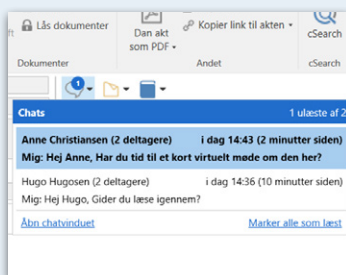 Lås dokumenter
Dan akt
som PDF
Kopier link til akten
cSearch
Dokumenter
Andet
cSearch
1
Chats
1 ulæste af 2
Anne Christiansen (2 deltagere) i dag 14:43 (2 minutter siden)
Mig: Hej Anne, Har du tid til et kort virtuelt møde om den her?
Hugo Hugosen (2 deltagere) i dag 14:36 (10 minutter siden)
Mig: Hej Hugo, Gider du læse igennem?
Åbn chatvinduet
Marker alle som læst